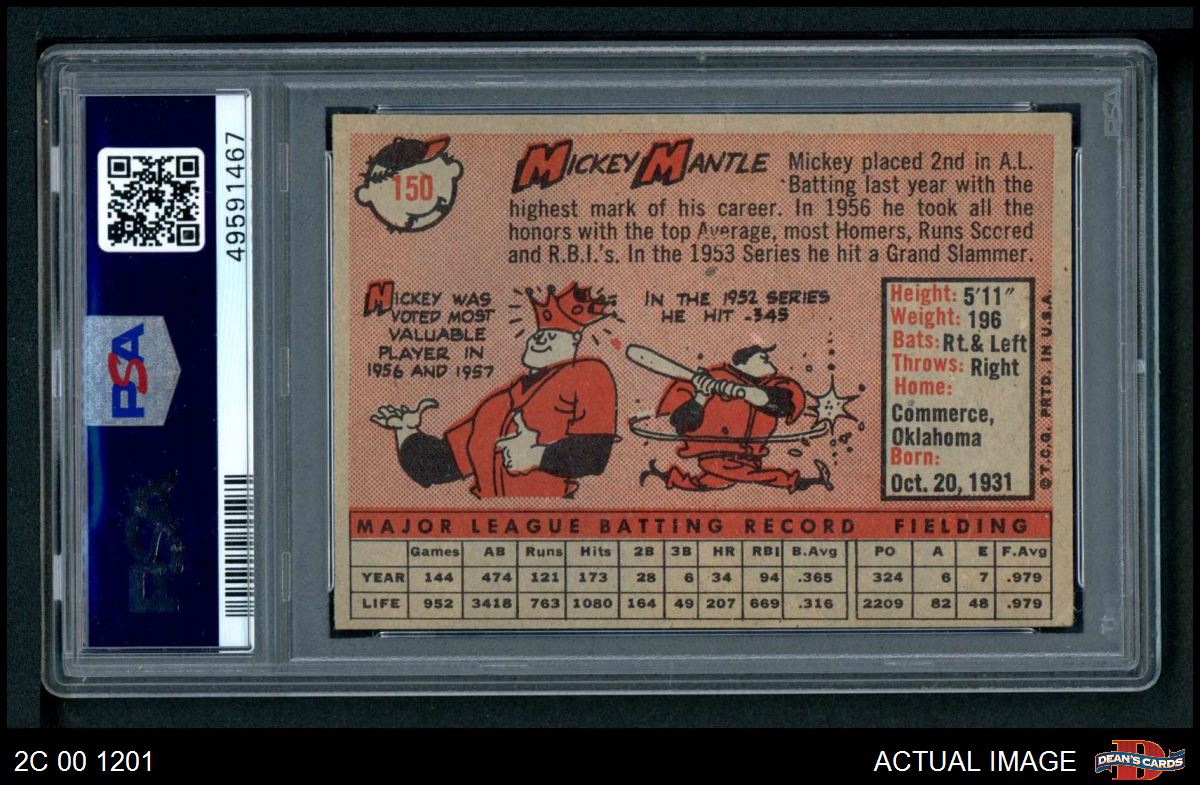 49591467
PSA
PSA
PSA
150
MICKEY MANTLE
Mickey placed 2nd in A.L.
Batting last year with the
highest mark of his career. In 1956 he took all the
honors with the top Average, most Homers, Runs Sccred
and R.B.I.'s. In the 1953 Series he hit a Grand Slammer.
MICKEY WAS
VOTED MOST
VALUABLE
PLAYER IN
1956 AND 1957
IN THE 1952 SERIES
HE HIT .345
Height: 5'11"
Weight: 196
Bats: Rt. & Left
Throws: Right
Home:
Commerce,
Oklahoma
Born:
Oct. 20, 1931
© T.C.G. PRTD. IN U.S.A.
MAJOR LEAGUE BATTING RECORD FIELDING
Games AB Runs Hits 2B 3B HR RBI B.Avg PO A E F.Avg
YEAR 144 474 121 173 28 6 34 94 .365 324 6 7 .979
LIFE 952 3418 763 1080 164 49 207 669 .316 2209 82 48 .979
2C 00 1201
ACTUAL IMAGE
D
DEAN'S CARDS